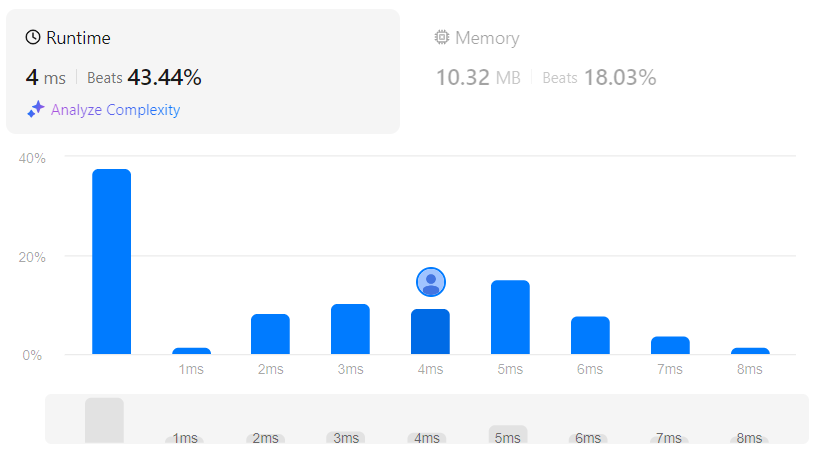 Runtime
Memory
4 ms Beats 43.44%
10.32 MB Beats 18.03%
Analyze Complexity
40%
20%
0%
1ms 2ms 3ms 4ms 5ms 6ms 7ms 8ms
1ms 2ms 3ms 4ms 5ms 6ms 7ms 8ms